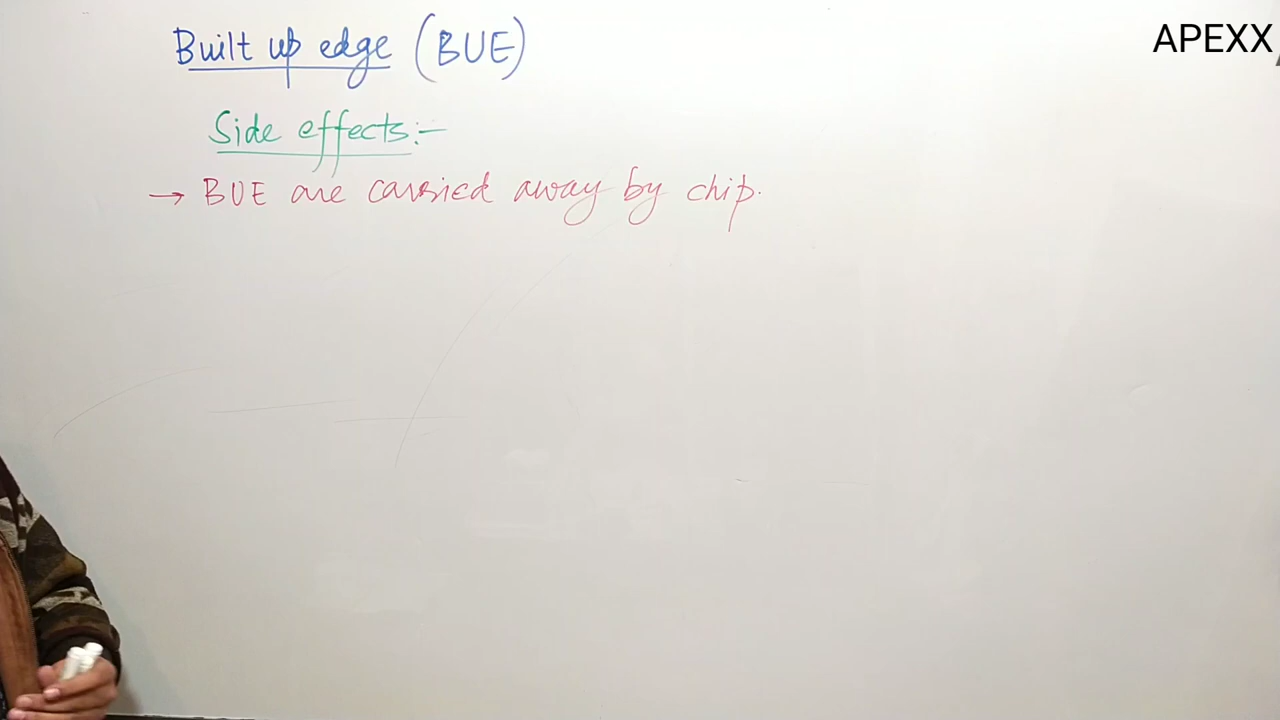 Built up edge (BUE)
APEXX
Side effects:-
→ BUE are carried away by chip.